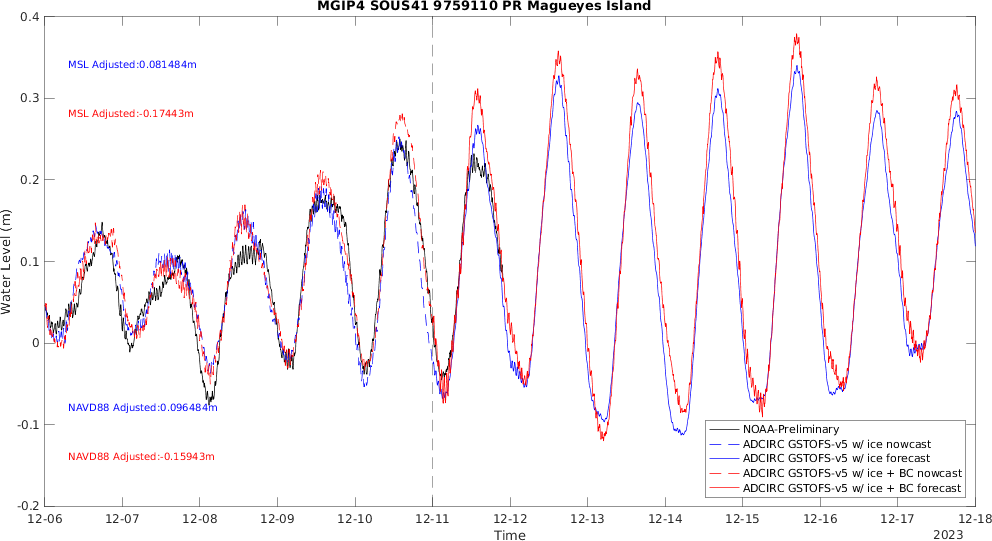 MGIP4 SOUS41 9759110 PR Magueyes Island
0.4
0.3
0.2
0.1
0
-0.1
-0.2
Water Level (m)
MSL Adjusted:0.081484m
MSL Adjusted:-0.17443m
NAVD88 Adjusted:0.096484m
NAVD88 Adjusted:-0.15943m
NOAA-Preliminary
ADCIRC GSTOFS-v5 w/ ice nowcast
ADCIRC GSTOFS-v5 w/ ice forecast
ADCIRC GSTOFS-v5 w/ ice + BC nowcast
ADCIRC GSTOFS-v5 w/ ice + BC forecast
12-06 12-07 12-08 12-09 12-10 12-11 12-12 12-13 12-14 12-15 12-16 12-17 12-18
Time
2023